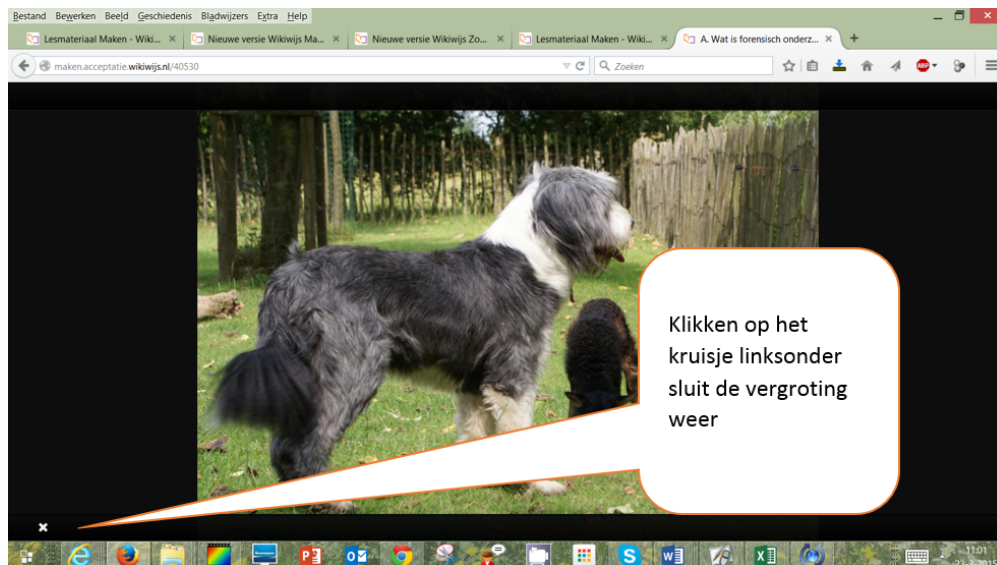 Bestand Bewerken Beeld Geschiedenis Bladwijzers Extra Help
Lesmateriaal Maken - Wiki... Nieuwe versie Wikiwijs Ma... Nieuwe versie Wikiwijs Zo... Lesmateriaal Maken - Wiki... A. Wat is forensisch onderz...
maken.acceptatie.wikiwijs.nl/40530 Zoeken ABP
Klikken op het
kruisje linksonder
sluit de vergroting
weer
11:01